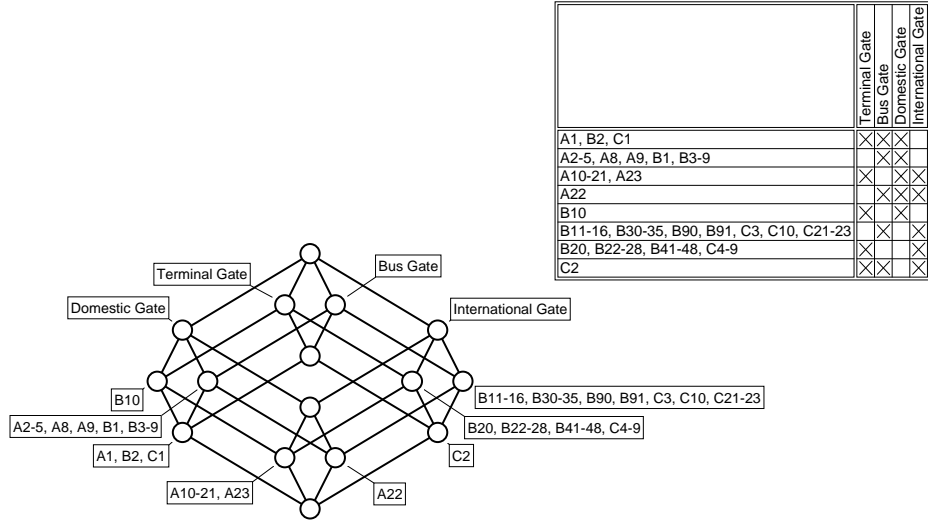 Terminal Gate
Bus Gate
Domestic Gate
International Gate
A1, B2, C1
A2-5, A8, A9, B1, B3-9
A10-21, A23
A22
B10
B11-16, B30-35, B90, B91, C3, C10, C21-23
B20, B22-28, B41-48, C4-9
C2
Bus Gate
Terminal Gate
Domestic Gate
International Gate
B10
B11-16, B30-35, B90, B91, C3, C10, C21-23
A2-5, A8, A9, B1, B3-9
B20, B22-28, B41-48, C4-9
A1, B2, C1
C2
A10-21, A23
A22